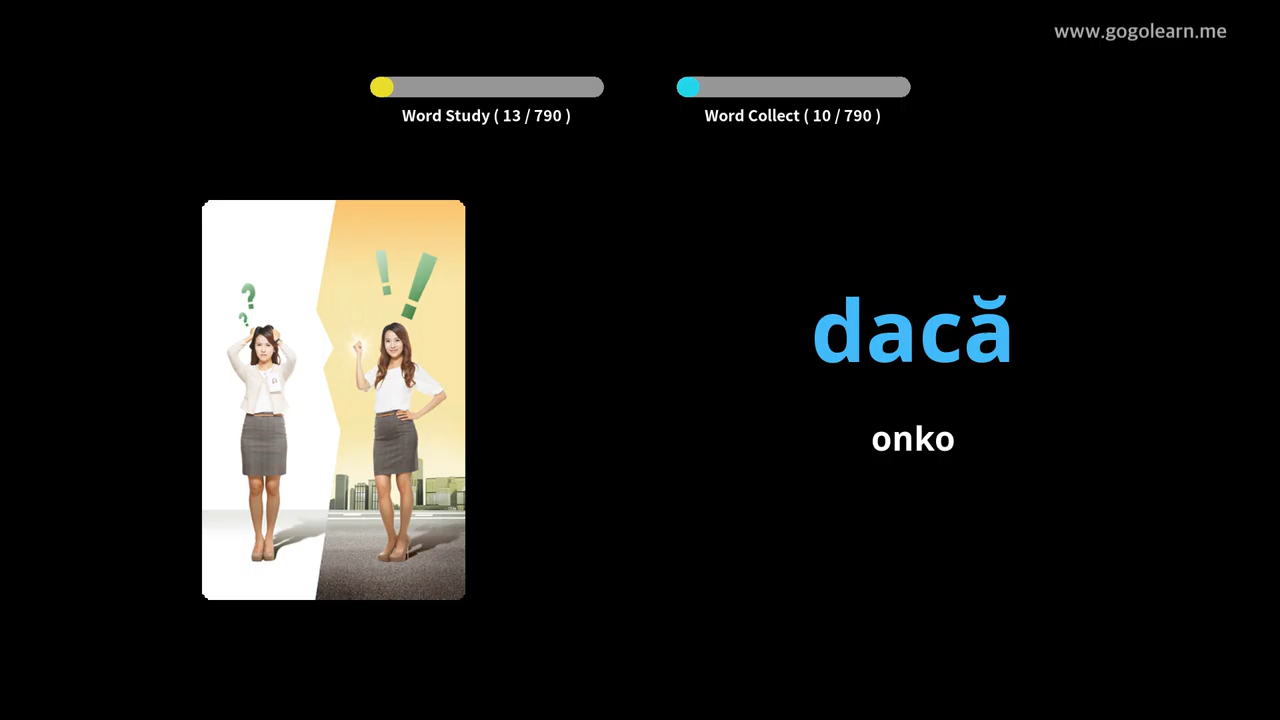 www.gogolearn.me
Word Study ( 13 / 790 )
Word Collect ( 10 / 790 )
? ?
! !
dacă
onko